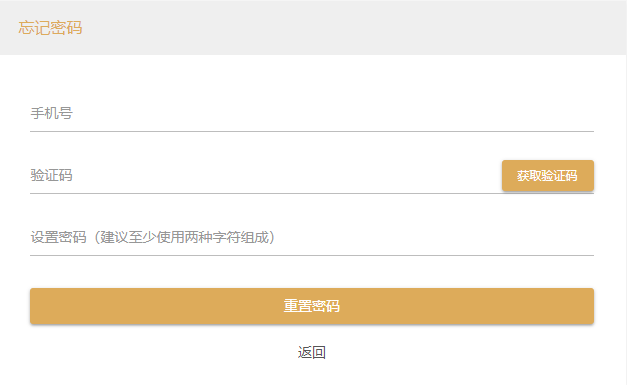 忘记密码
手机号
验证码
获取验证码
设置密码（建议至少使用两种字符组成）
重置密码
返回